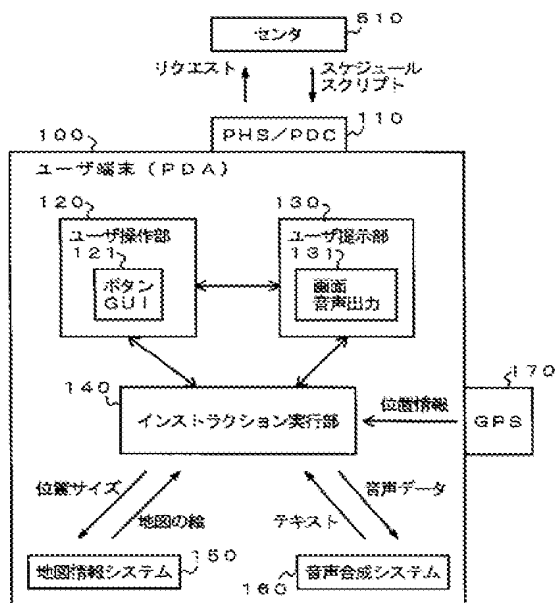 510
センタ
リクエスト
スケジュール
スクリプト
110
PHS/PDC
100
ユーザ端末(PDA)
120
ユーザ操作部
121
ボタン
GUI
130
ユーザ提示部
131
画面
音声出力
140
インストラクション実行部
170
GPS
位置情報
位置サイズ
地図の絵
テキスト
音声データ
150
地図情報システム
160
音声合成システム